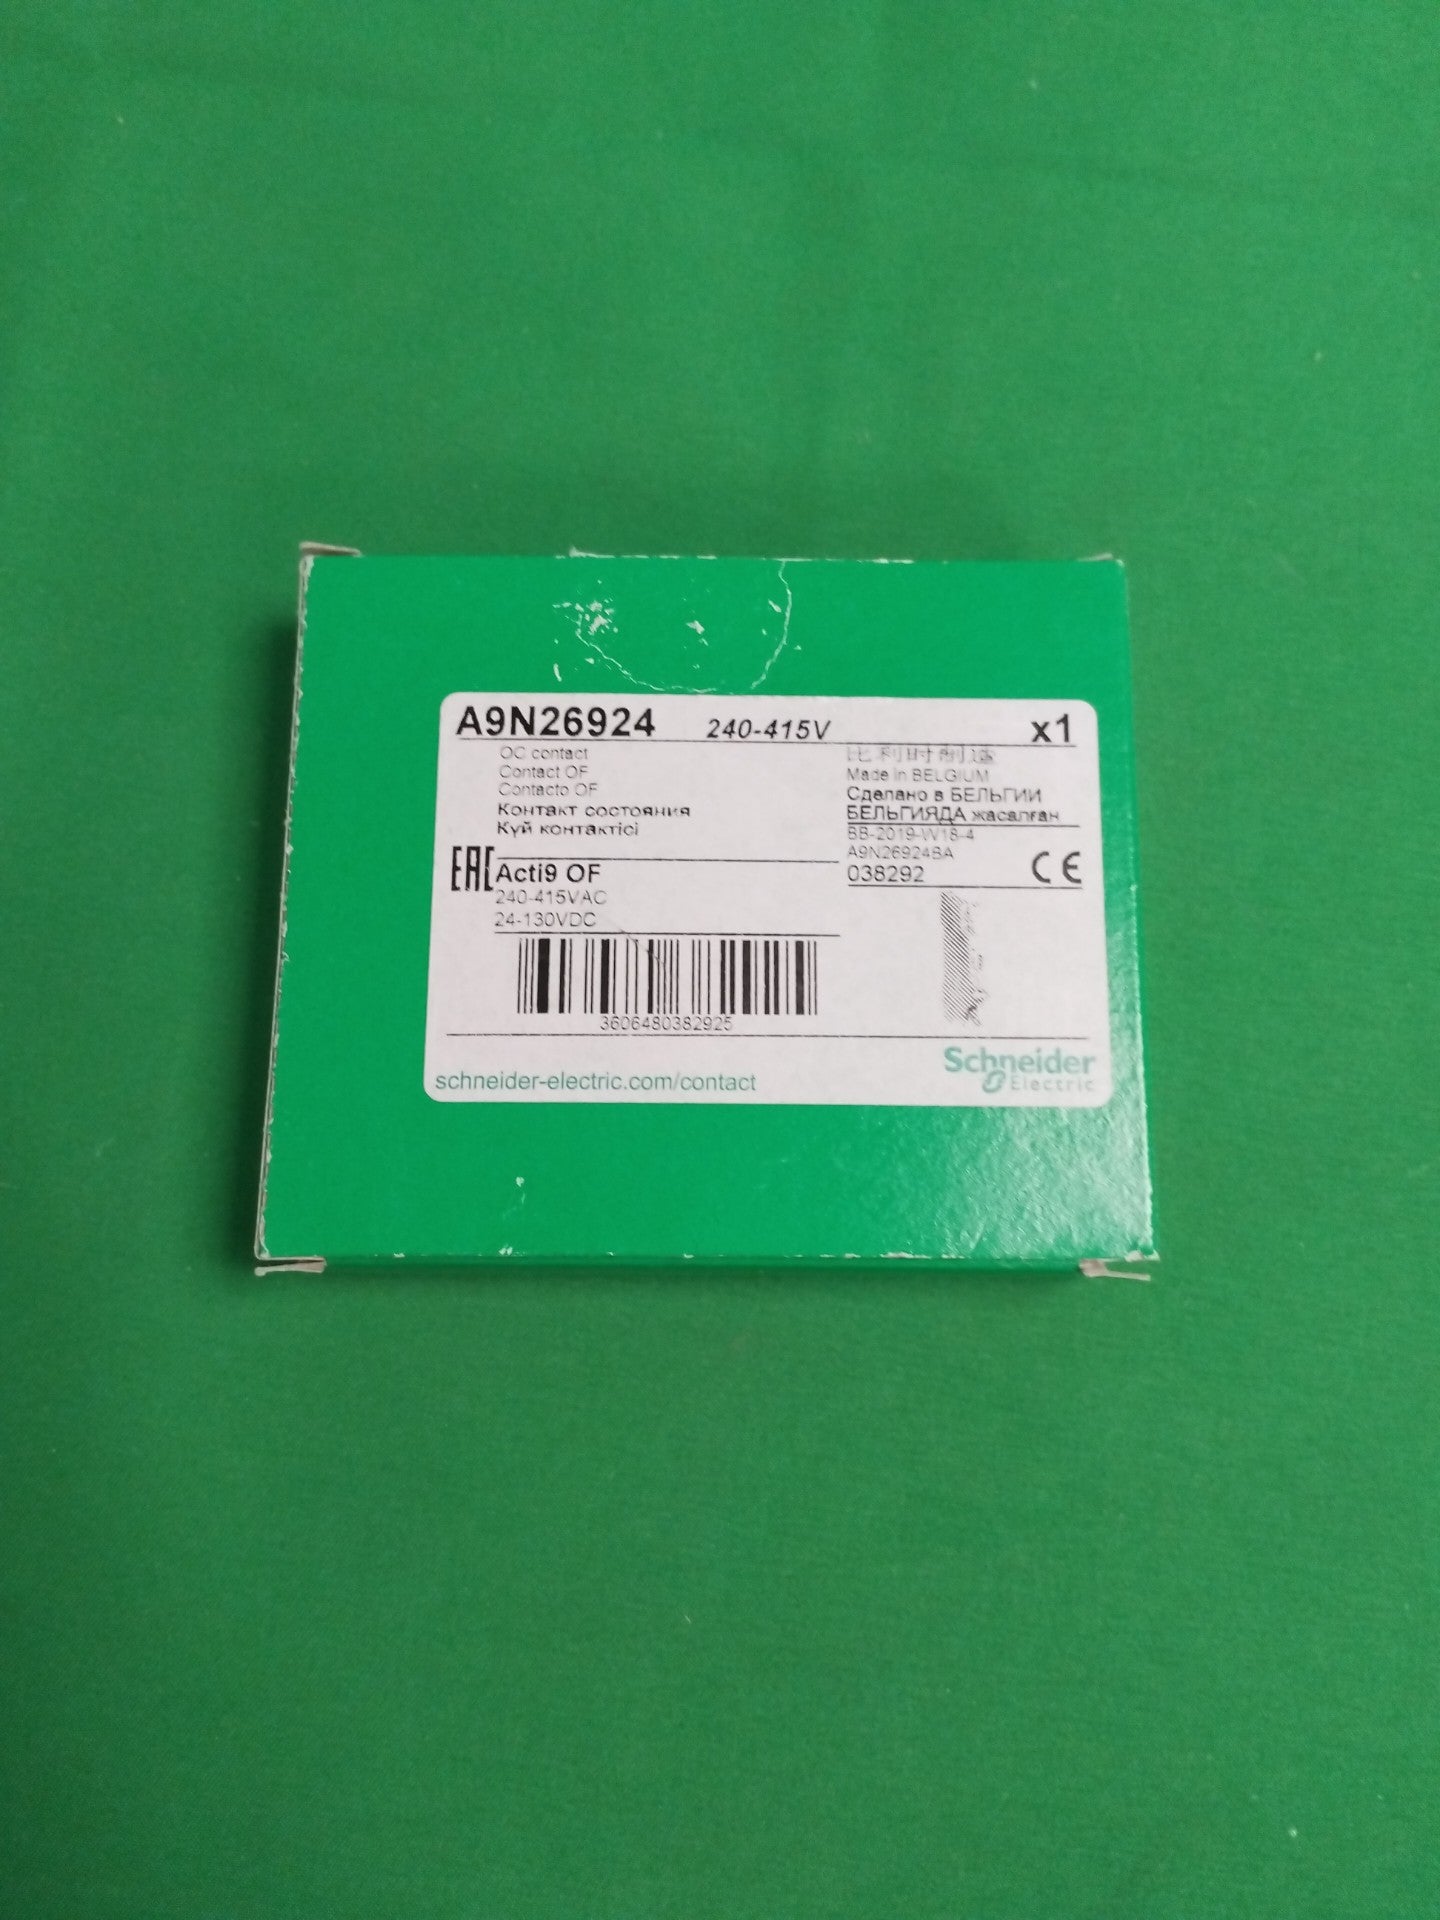 A9N26924 240-415V x1
OC contact
Contact OF
Contacto OF
Контакт состояния
Күй контактісі
比利时制造
Made in BELGIUM
Сделано в БЕЛЬГИИ
БЕЛЬГИЯДА жасалған
BB-2019-W18-4
A9N26924BA
038292
CE
EAC
Acti9 OF
240-415VAC
24-130VDC
3606480382925
schneider-electric.com/contact
Schneider
Electric